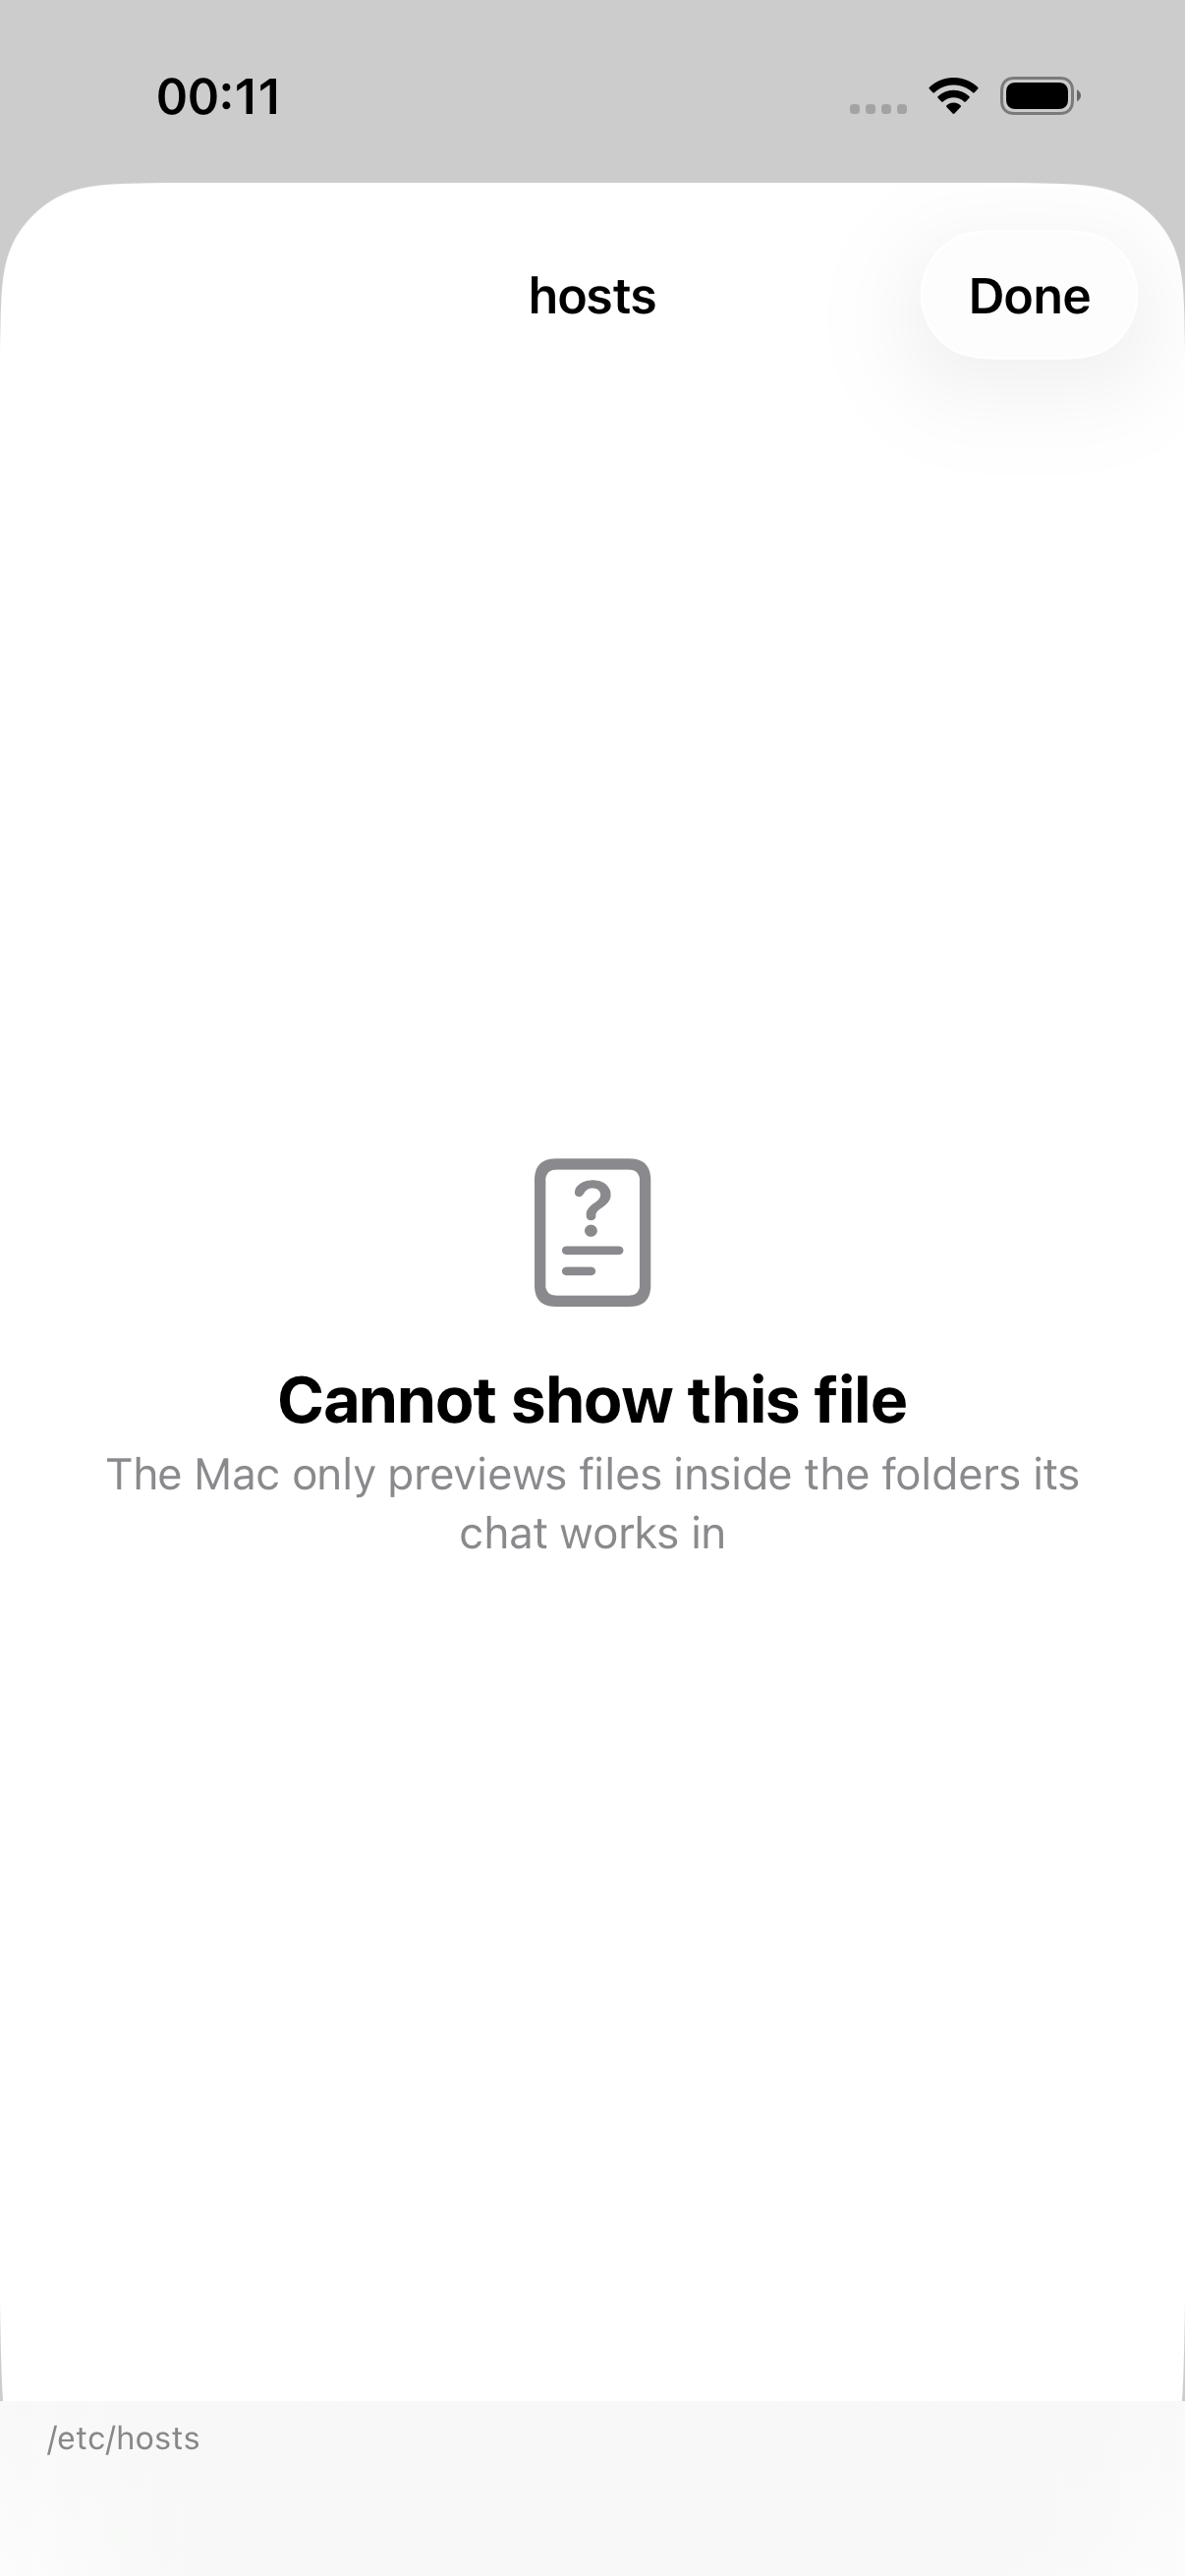 00:11
hosts
Done
?
Cannot show this file
The Mac only previews files inside the folders its
chat works in
/etc/hosts